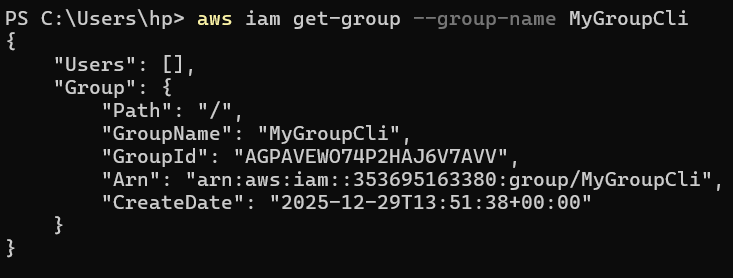 PS C:\Users\hp> aws iam get-group --group-name MyGroupCli
{
    "Users": [],
    "Group": {
        "Path": "/",
        "GroupName": "MyGroupCli",
        "GroupId": "AGPAVEWO74P2HAJ6V7AVV",
        "Arn": "arn:aws:iam::353695163380:group/MyGroupCli",
        "CreateDate": "2025-12-29T13:51:38+00:00"
    }
}